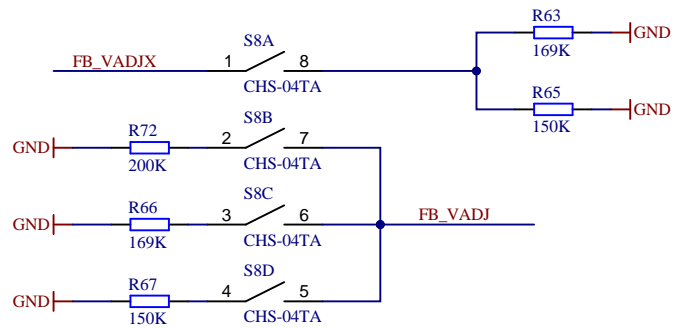 R63
GND
169K
FB_VADJX
1
S8A
8
CHS-04TA
R65
GND
150K
GND
R72
200K
2
S8B
7
CHS-04TA
GND
R66
169K
3
S8C
6
CHS-04TA
FB_VADJ
GND
R67
150K
4
S8D
5
CHS-04TA